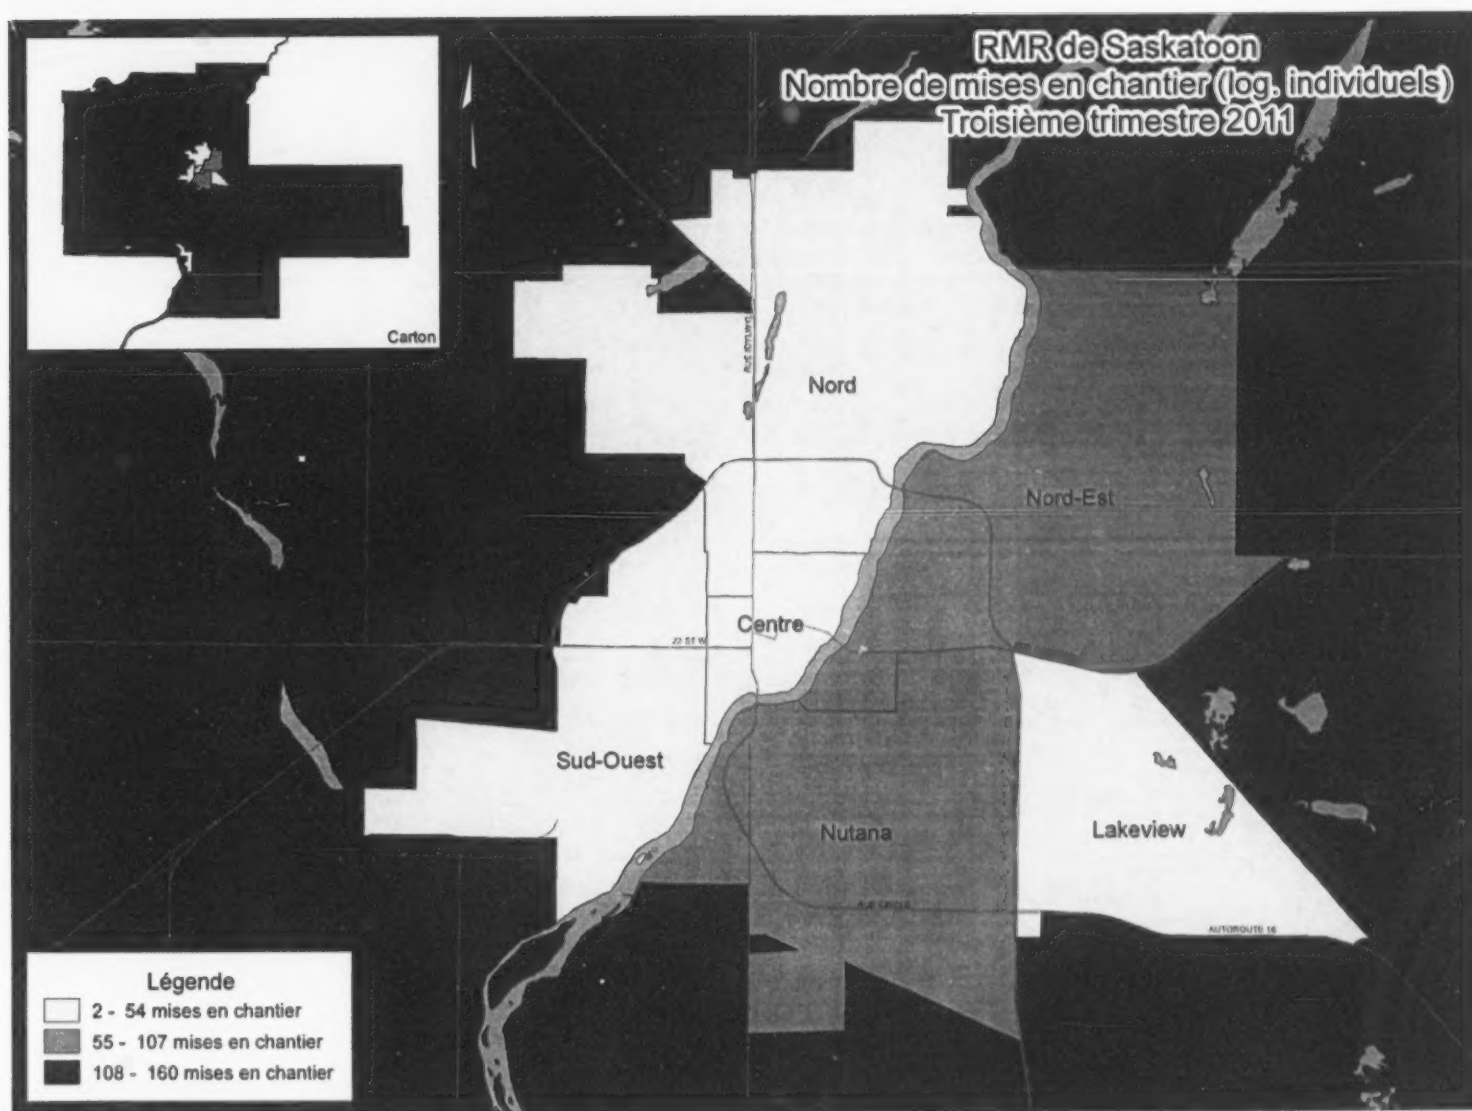 RMR de Saskatoon
Nombre de mises en chantier (log. individuels)
Troisième trimestre 2011
Carton
Nord
Nord-Est
Centre
22 ST W
Sud-Ouest
Nutana
Lakeview
AUTOROUTE 16
Légende
2 - 54 mises en chantier
55 - 107 mises en chantier
108 - 160 mises en chantier